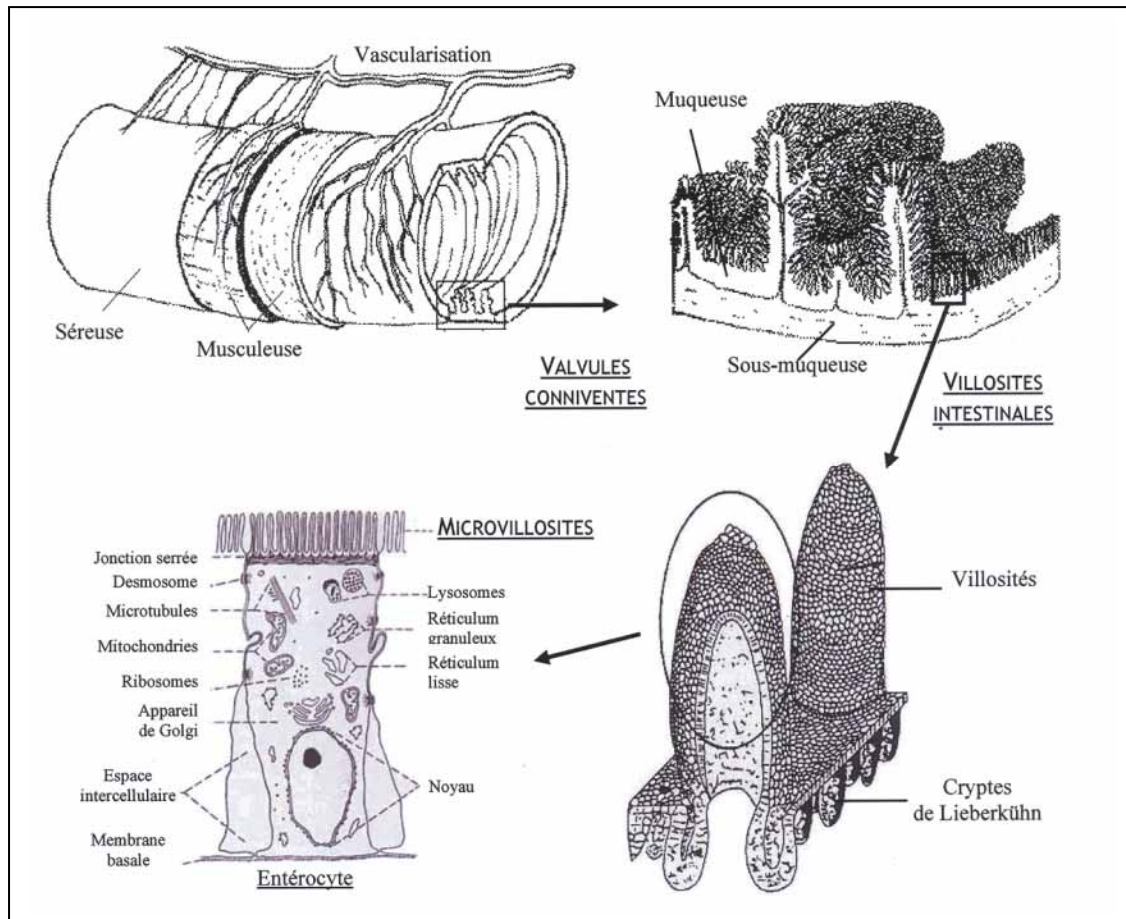 Vascularisation
Muqueuse
Séreuse
Musculeuse
Sous-muqueuse
VALVULES
CONNIVENTES
VILLOSITES
INTESTINALES
MICROVILLOSITES
Jonction serrée
Desmosome
Microtubules
Mitochondries
Ribosomes
Appareil
de Golgi
Espace
intercellulaire
Membrane
basale
Lysosomes
Réticulum
granuleux
Réticulum
lisse
Noyau
Entérocyte
Villosités
Cryptes
de Lieberkühn